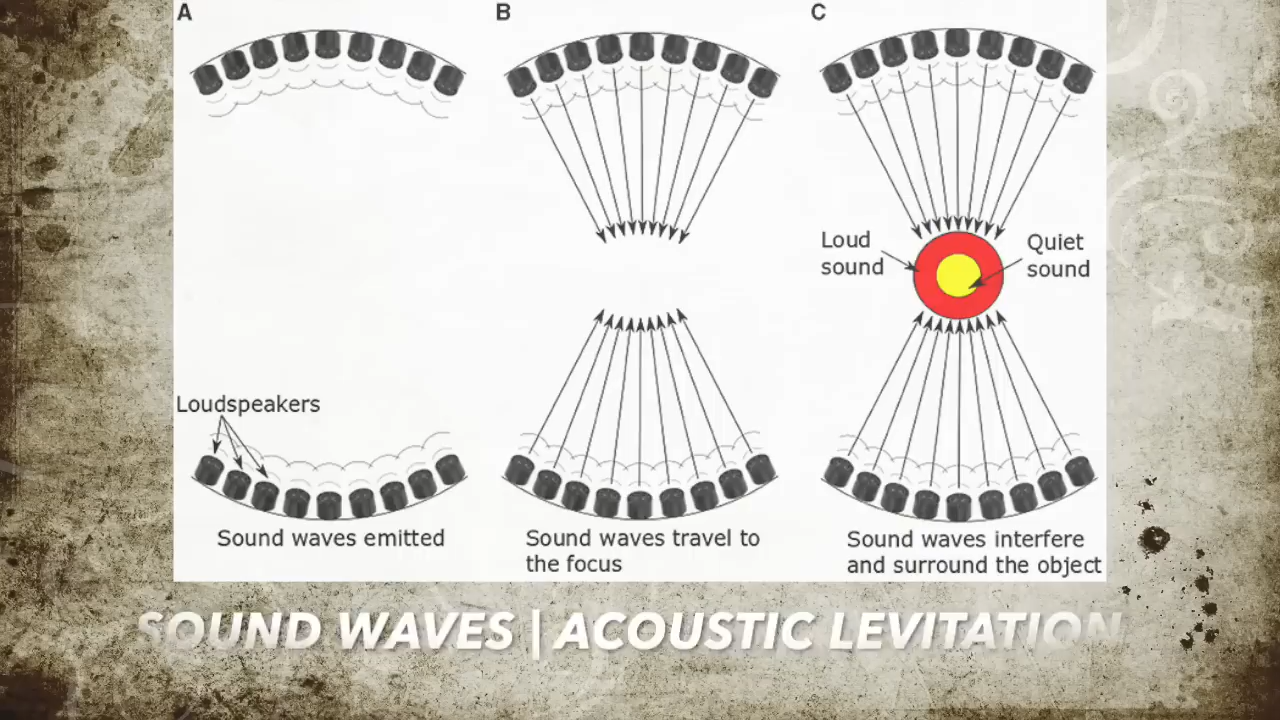 A
B
C
Loud
sound
Quiet
sound
Loudspeakers
Sound waves emitted
Sound waves travel to
the focus
Sound waves interfere
and surround the object
SOUND WAVES | ACOUSTIC LEVITATION